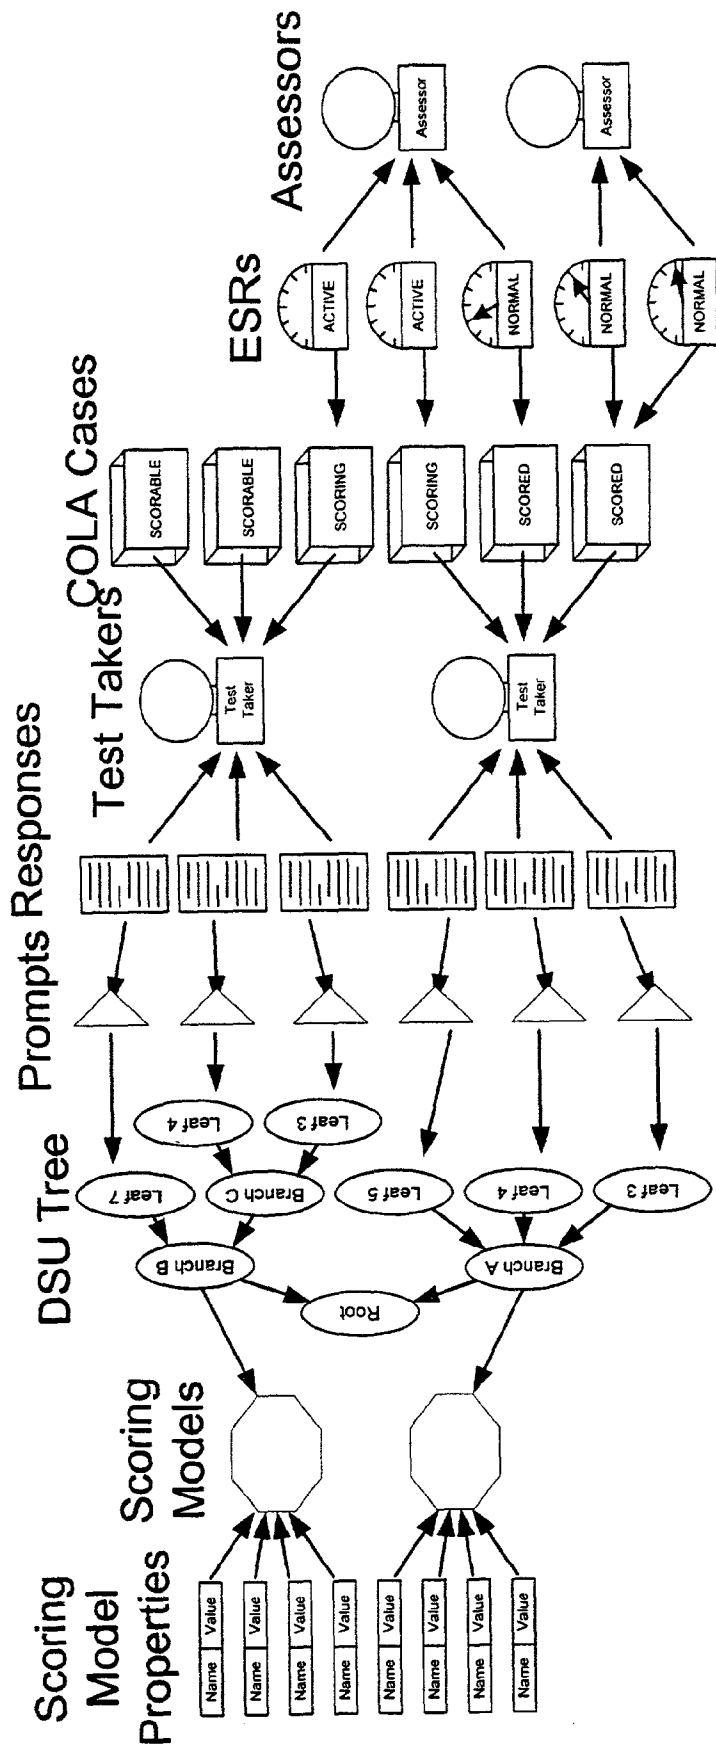 Scoring
Model
Properties
Scoring
Models
DSU Tree
Prompts
Responses
Test Takers
COLA Cases
ESRs
Assessors
Name Value
Name Value
Name Value
Name Value
Name Value
Name Value
Name Value
Name Value
Root
Branch B
Branch A
Leaf 7
Branch C
Leaf 5
Leaf 4
Leaf 3
Leaf 4
Leaf 3
Test
Taker
Test
Taker
SCORABLE
SCORABLE
SCORING
SCORING
SCORED
SCORED
ACTIVE
ACTIVE
NORMAL
NORMAL
NORMAL
Assessor
Assessor